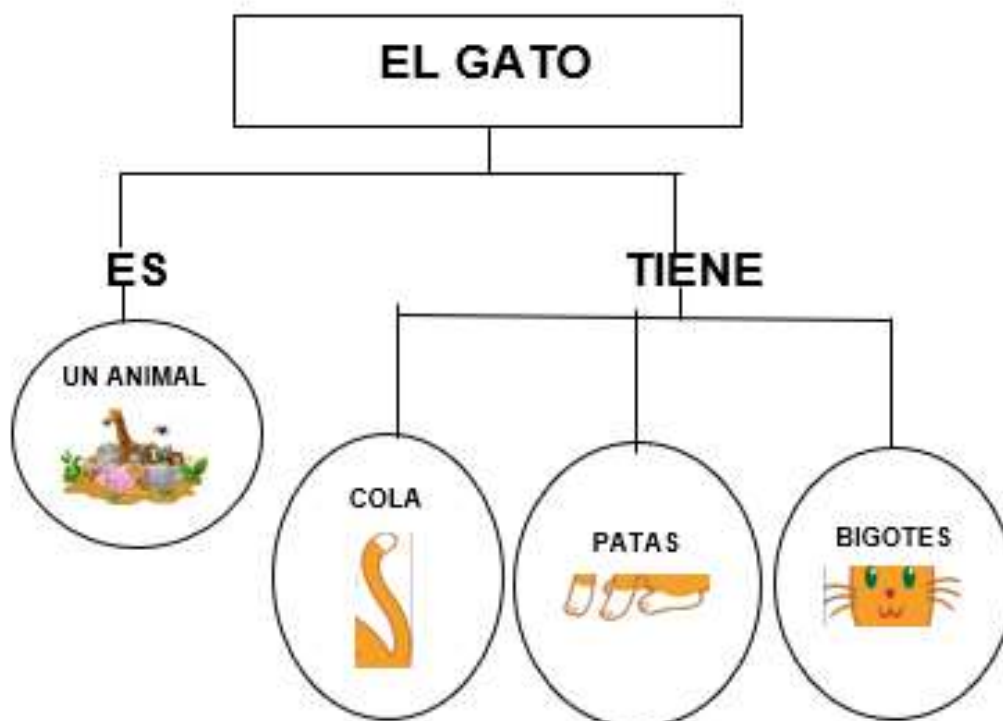 EL GATO
ES
TIENE
UN ANIMAL
COLA
PATAS
BIGOTES